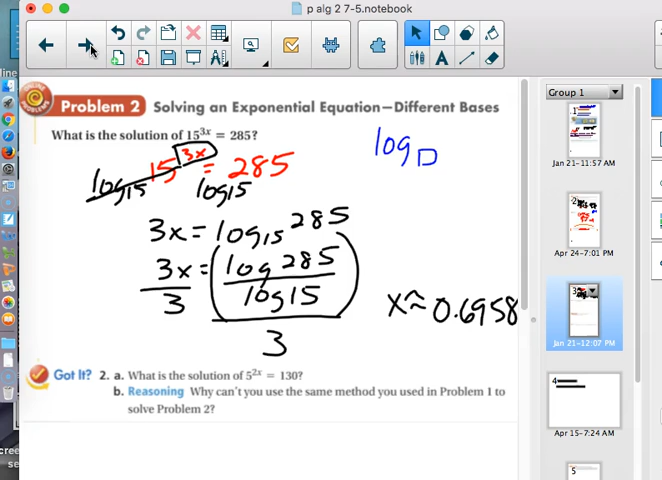 p alg 2 7-5.notebook
Group 1
Problem 2 Solving an Exponential Equation—Different Bases
What is the solution of 15^3x = 285?
log
15^3x = 285
log15 log15
3x = log15 285
3x = log 285
log 15
3 3
x ≈ 0.6958
Got It? 2. a. What is the solution of 5^2x = 130?
b. Reasoning Why can't you use the same method you used in Problem 1 to
solve Problem 2?
1
Jan 21-11:57 AM
2
Apr 24-7:01 PM
3
Jan 21-12:07 PM
4
Apr 15-7:24 AM
5
line
Scree
se